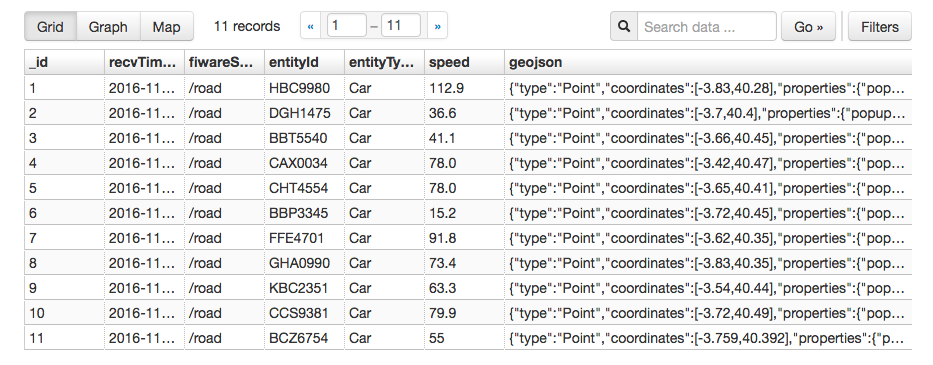 Grid Graph Map 11 records « 1 – 11 » Search data ... Go » Filters
_id recvTim... fiwareS... entityId entityTy... speed geojson
1 2016-11... /road HBC9980 Car 112.9 {"type":"Point","coordinates":[-3.83,40.28],"properties":{"pop...
2 2016-11... /road DGH1475 Car 36.6 {"type":"Point","coordinates":[-3.7,40.4],"properties":{"popup...
3 2016-11... /road BBT5540 Car 41.1 {"type":"Point","coordinates":[-3.66,40.45],"properties":{"pop...
4 2016-11... /road CAX0034 Car 78.0 {"type":"Point","coordinates":[-3.42,40.47],"properties":{"pop...
5 2016-11... /road CHT4554 Car 78.0 {"type":"Point","coordinates":[-3.65,40.41],"properties":{"pop...
6 2016-11... /road BBP3345 Car 15.2 {"type":"Point","coordinates":[-3.72,40.45],"properties":{"pop...
7 2016-11... /road FFE4701 Car 91.8 {"type":"Point","coordinates":[-3.62,40.35],"properties":{"pop...
8 2016-11... /road GHA0990 Car 73.4 {"type":"Point","coordinates":[-3.83,40.35],"properties":{"pop...
9 2016-11... /road KBC2351 Car 63.3 {"type":"Point","coordinates":[-3.54,40.44],"properties":{"pop...
10 2016-11... /road CCS9381 Car 79.9 {"type":"Point","coordinates":[-3.72,40.49],"properties":{"pop...
11 2016-11... /road BCZ6754 Car 55 {"type":"Point","coordinates":[-3.759,40.392],"properties":{"p...